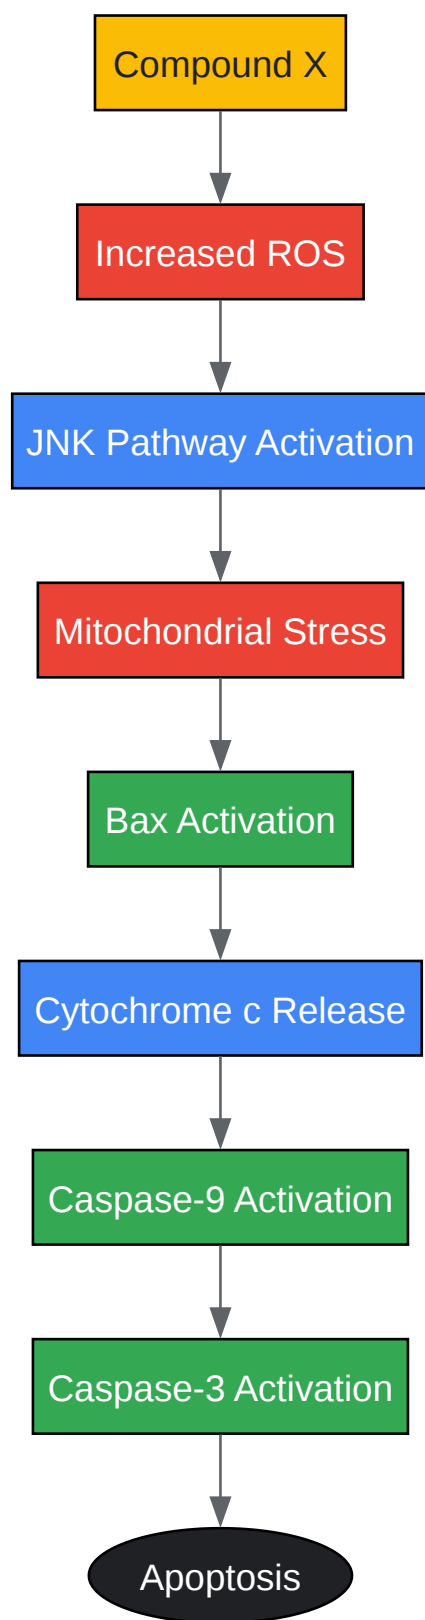 Compound X
Increased ROS
JNK Pathway Activation
Mitochondrial Stress
Bax Activation
Cytochrome c Release
Caspase-9 Activation
Caspase-3 Activation
Apoptosis